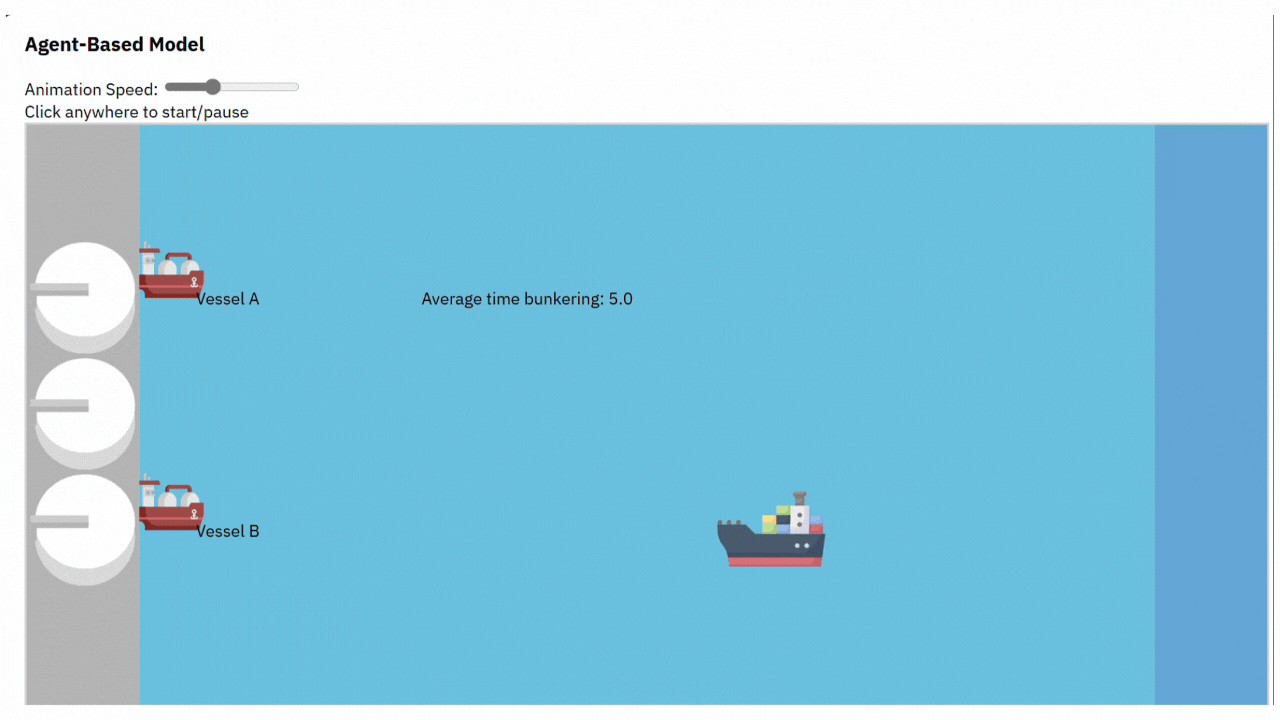 Agent-Based Model
Animation Speed:
Click anywhere to start/pause
Vessel A
Average time bunkering: 5.0
Vessel B